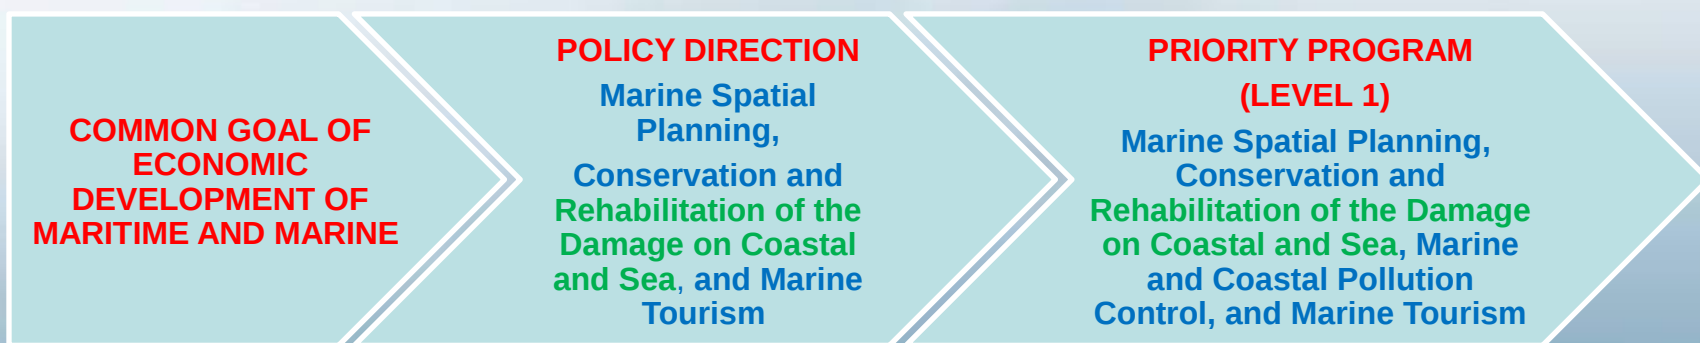 COMMON GOAL OF
ECONOMIC
DEVELOPMENT OF
MARITIME AND MARINE
POLICY DIRECTION
Marine Spatial
Planning,
Conservation and
Rehabilitation of the
Damage on Coastal
and Sea, and Marine
Tourism
PRIORITY PROGRAM
(LEVEL 1)
Marine Spatial Planning,
Conservation and
Rehabilitation of the Damage
on Coastal and Sea, Marine
and Coastal Pollution
Control, and Marine Tourism